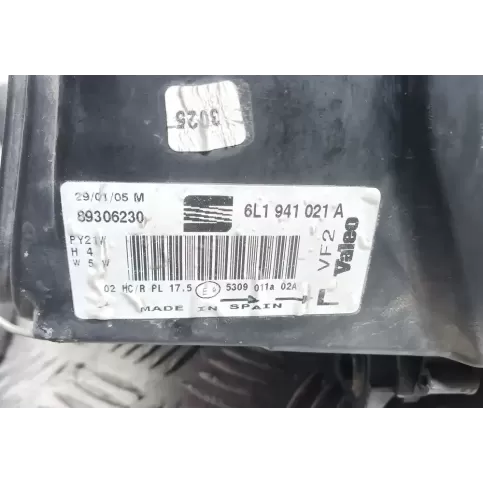 3025
29/01/05 M
89306230
6L1 941 021 A
PY21W
H 4
W 5 W
VF2
Valeo
02 HC/R PL 17.5 E 9 5309 011a 02A
L
MADE IN SPAIN